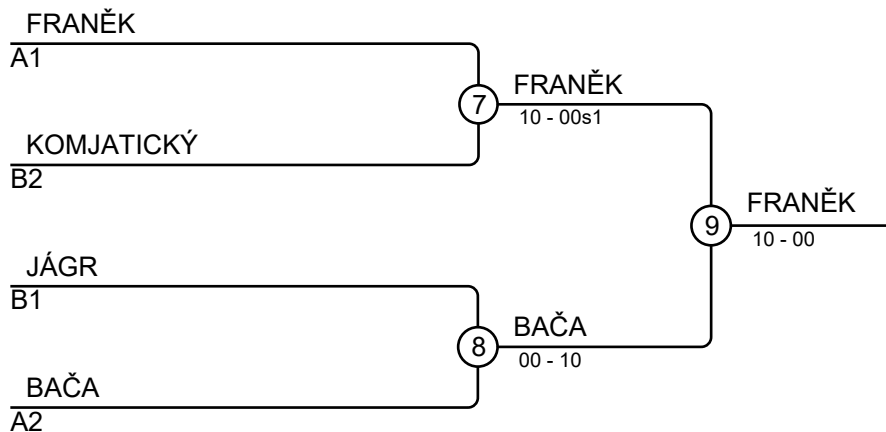 FRANĚK
A1
7
FRANĚK
10 - 00s1
KOMJATICKÝ
B2
9
FRANĚK
10 - 00
JÁGR
B1
8
BAČA
00 - 10
BAČA
A2